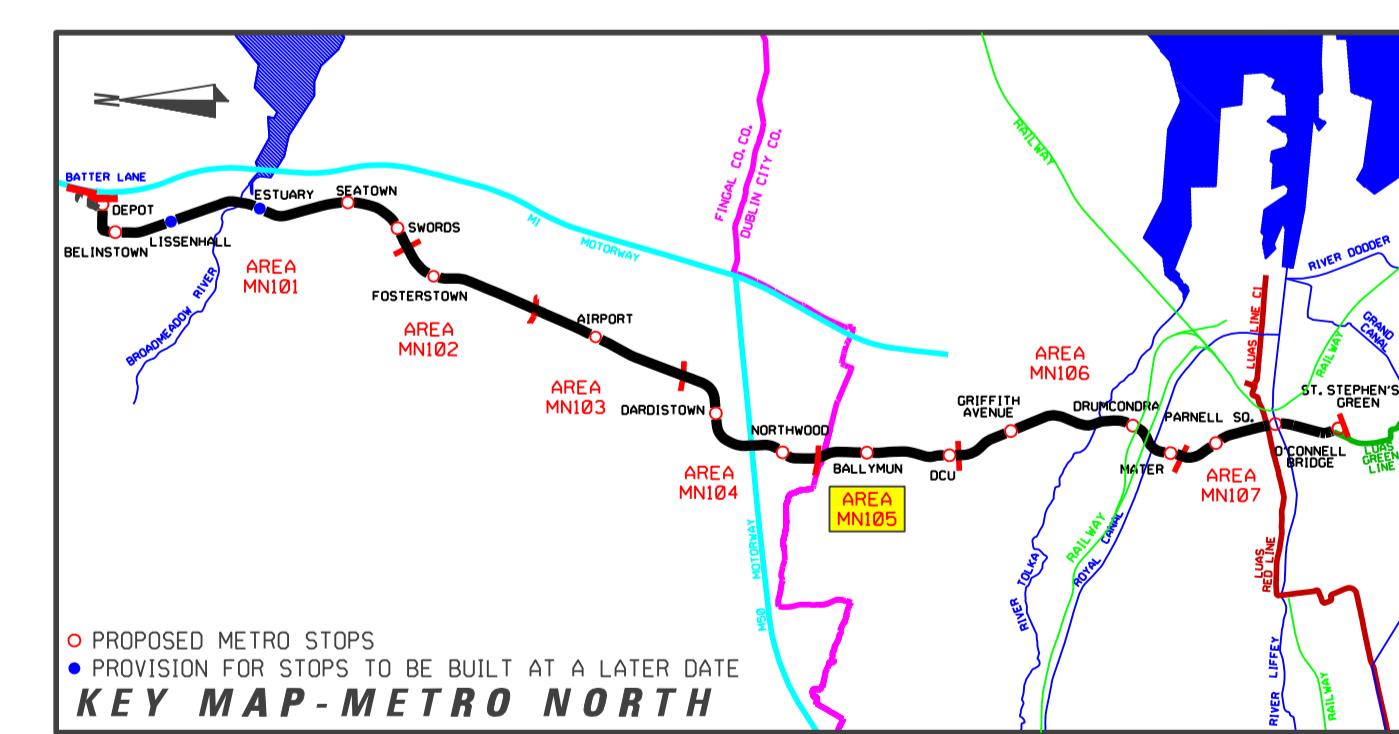 BATTER LANE
DEPOT
BELINSTOWN
LISSENHALL
ESTUARY
SEATOWN
SWORDS
BROADMEADOW RIVER
AREA
MN101
FOSTERSTOWN
AREA
MN102
AIRPORT
AREA
MN103
M1
MOTORWAY
FINGAL CO. CO.
DUBLIN CITY CO.
DARDISTOWN
NORTHWOOD
AREA
MN104
MOTORWAY
M50
BALLYMUN
AREA
MN105
DCU
GRIFFITH
AVENUE
AREA
MN106
RAILWAY
DRUMCONDRA
MATER
PARNELL SQ.
AREA
MN107
RIVER TOLKA
RAILWAY
ROYAL CANAL
LUAS LINE C1
RIVER DODDER
GRAND
CANAL
RAILWAY
ST. STEPHEN'S
GREEN
O'CONNELL
BRIDGE
LUAS
GREEN
LINE
LUAS
RED LINE
RIVER LIFFEY
RAILWAY
PROPOSED METRO STOPS
PROVISION FOR STOPS TO BE BUILT AT A LATER DATE
KEY MAP-METRO NORTH